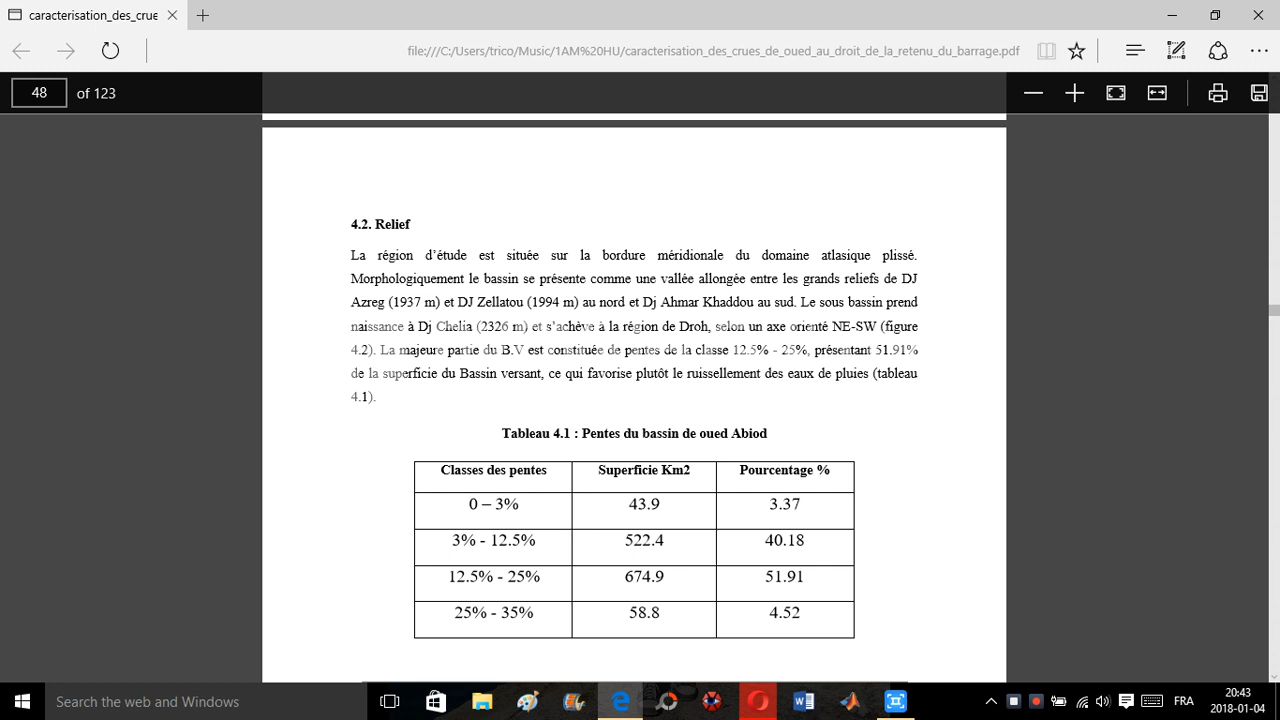 caracterisation_des_crue
file:///C:/Users/trico/Music/1AM%20HU/caracterisation_des_crues_de_oued_au_droit_de_la_retenu_du_barrage.pdf
48 of 123
4.2. Relief
La région d’étude est située sur la bordure méridionale du domaine atlasique plissé.
Morphologiquement le bassin se présente comme une vallée allongée entre les grands reliefs de DJ
Azreg (1937 m) et DJ Zellatou (1994 m) au nord et Dj Ahmar Khaddou au sud. Le sous bassin prend
naissance à Dj Chelia (2326 m) et s’achève à la région de Droh, selon un axe orienté NE-SW (figure
4.2). La majeure partie du B.V est constituée de pentes de la classe 12.5% - 25%, présentant 51.91%
de la superficie du Bassin versant, ce qui favorise plutôt le ruissellement des eaux de pluies (tableau
4.1).
Tableau 4.1 : Pentes du bassin de oued Abiod
Classes des pentes Superficie Km2 Pourcentage %
0 – 3% 43.9 3.37
3% - 12.5% 522.4 40.18
12.5% - 25% 674.9 51.91
25% - 35% 58.8 4.52
Search the web and Windows
FRA
20:43
2018-01-04